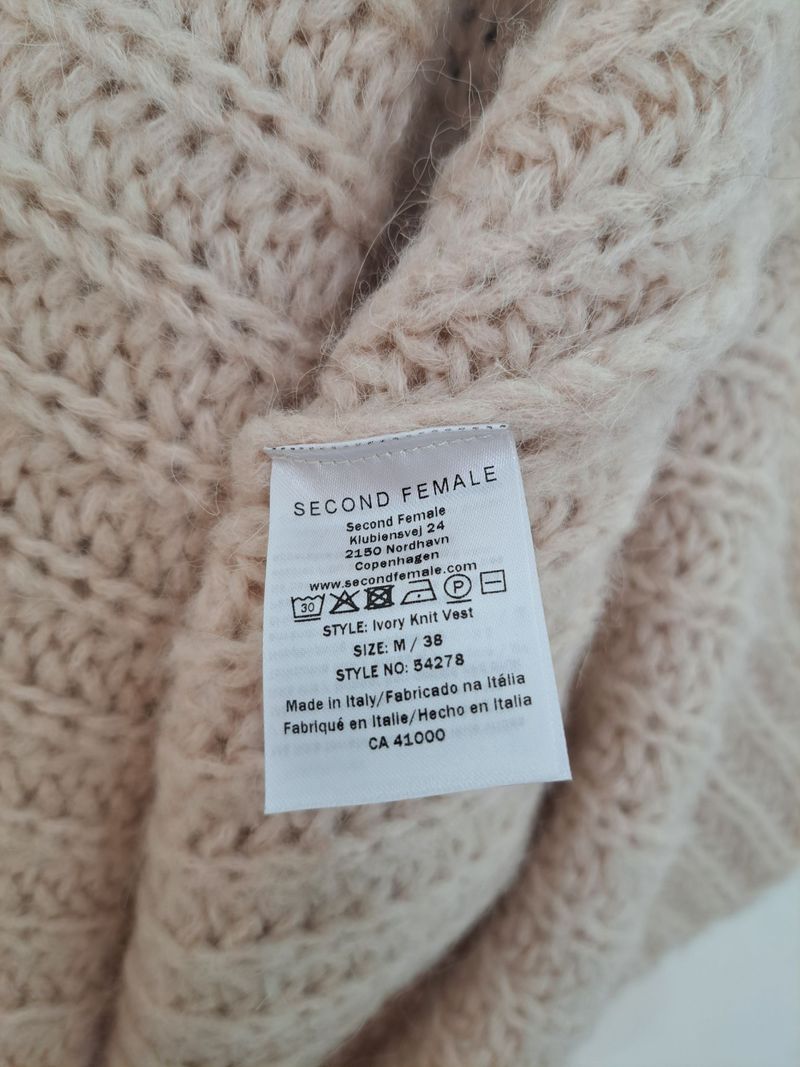 SECOND FEMALE
Second Female
Klubiensvej 24
2150 Nordhavn
Copenhagen
www.secondfemale.com
30 P
STYLE: Ivory Knit Vest
SIZE: M / 38
STYLE NO: 54278
Made in Italy/Fabricado na Itália
Fabriqué en Italie/Hecho en Italia
CA 41000